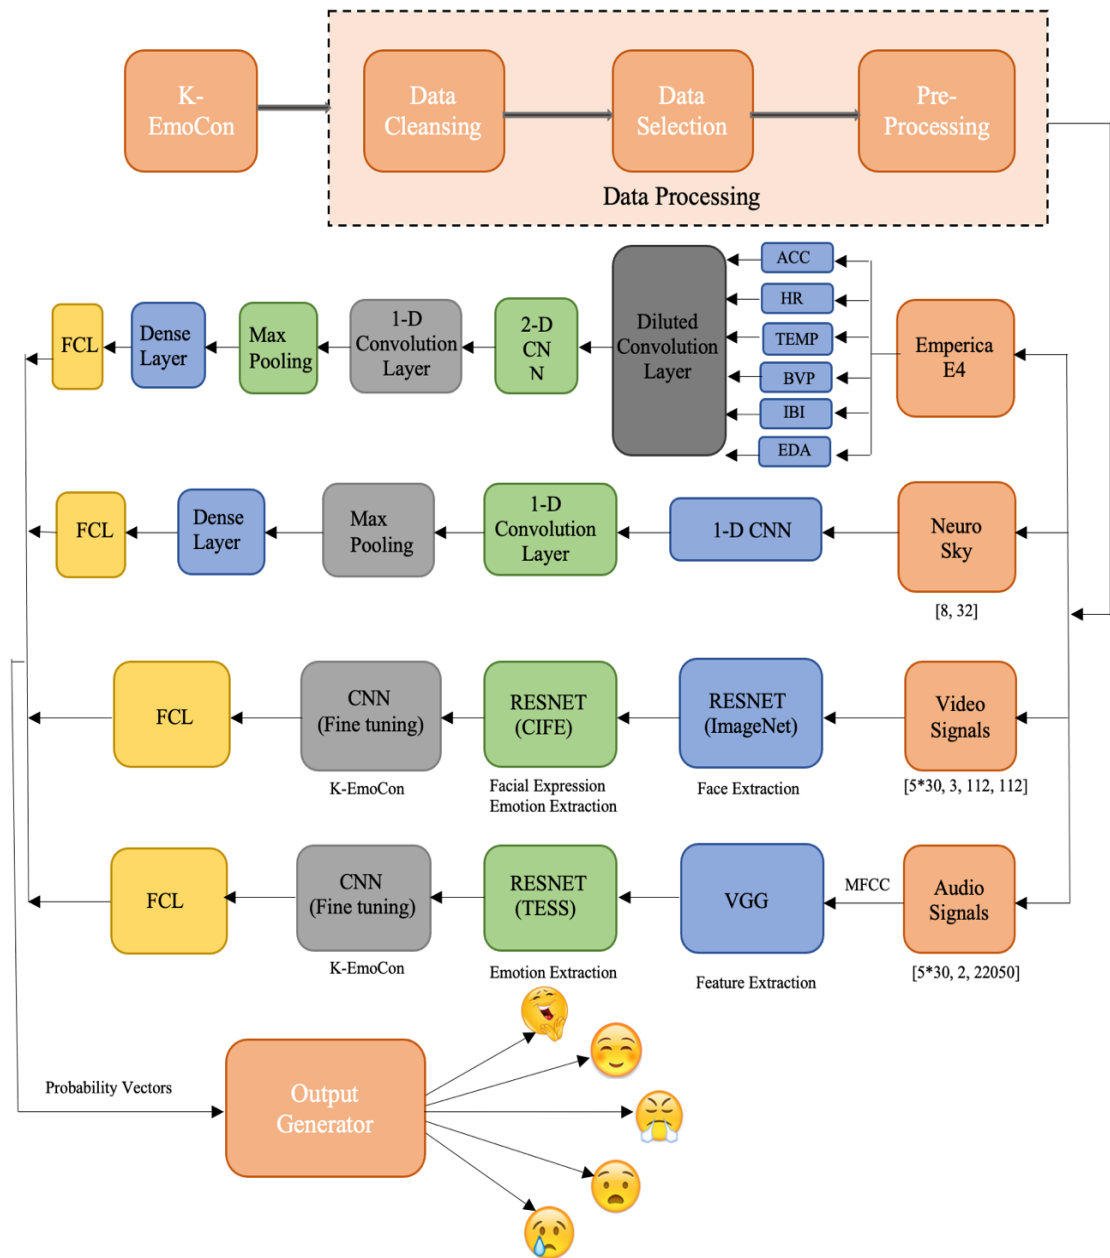 K-
EmoCon
Data
Cleansing
Data
Selection
Pre-
Processing
Data Processing
FCL
Dense
Layer
Max
Pooling
1-D
Convolution
Layer
2-D
CN
N
Diluted
Convolution
Layer
ACC
HR
TEMP
BVP
IBI
EDA
Emperica
E4
FCL
Dense
Layer
Max
Pooling
1-D
Convolution
Layer
1-D CNN
Neuro
Sky
[8, 32]
FCL
CNN
(Fine tuning)
K-EmoCon
RESNET
(CIFE)
Facial Expression
Emotion Extraction
RESNET
(ImageNet)
Face Extraction
Video
Signals
[5*30, 3, 112, 112]
FCL
CNN
(Fine tuning)
K-EmoCon
RESNET
(TESS)
Emotion Extraction
VGG
Feature Extraction
MFCC
Audio
Signals
[5*30, 2, 22050]
Probability Vectors
Output
Generator